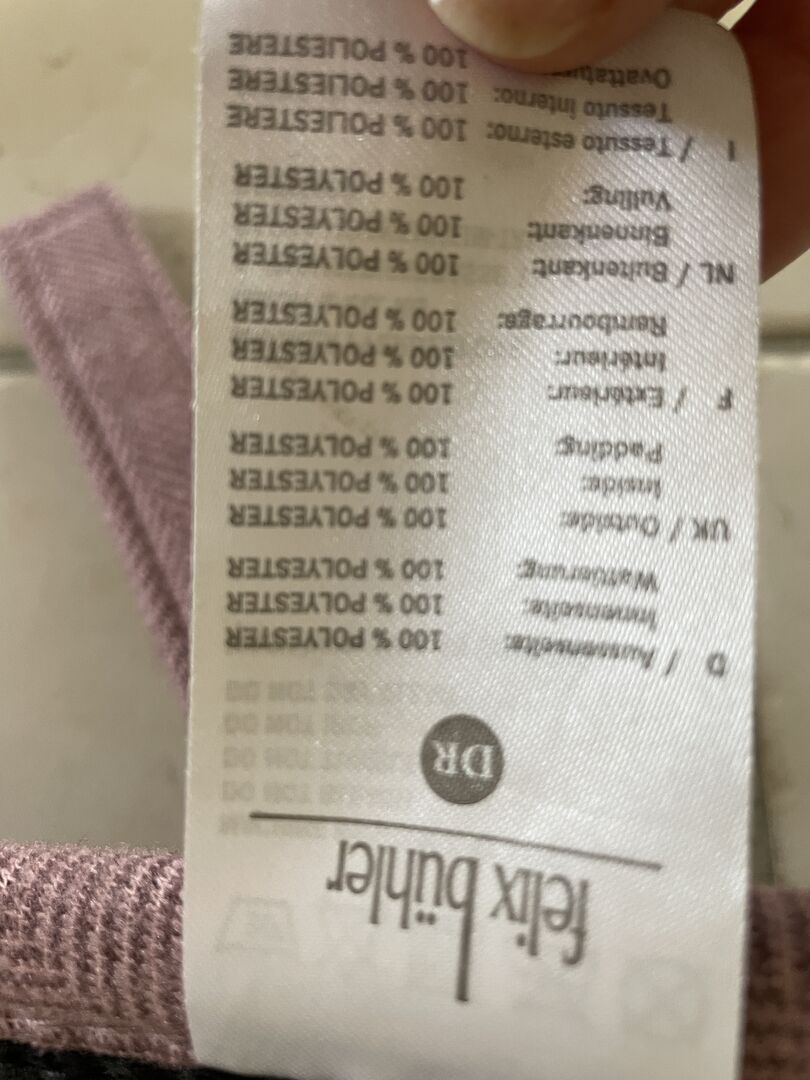 felix bühler
DR
D / Aussenseite: 100 % POLYESTER
Innenseite: 100 % POLYESTER
Wattierung: 100 % POLYESTER
UK / Outside: 100 % POLYESTER
Inside: 100 % POLYESTER
Padding: 100 % POLYESTER
F / Extérieur: 100 % POLYESTER
Intérieur: 100 % POLYESTER
Rembourrage: 100 % POLYESTER
NL / Buitenkant: 100 % POLYESTER
Binnenkant: 100 % POLYESTER
Vulling: 100 % POLYESTER
I / Tessuto esterno: 100 % POLIESTERE
Tessuto interno: 100 % POLIESTERE
100 % POLIESTERE